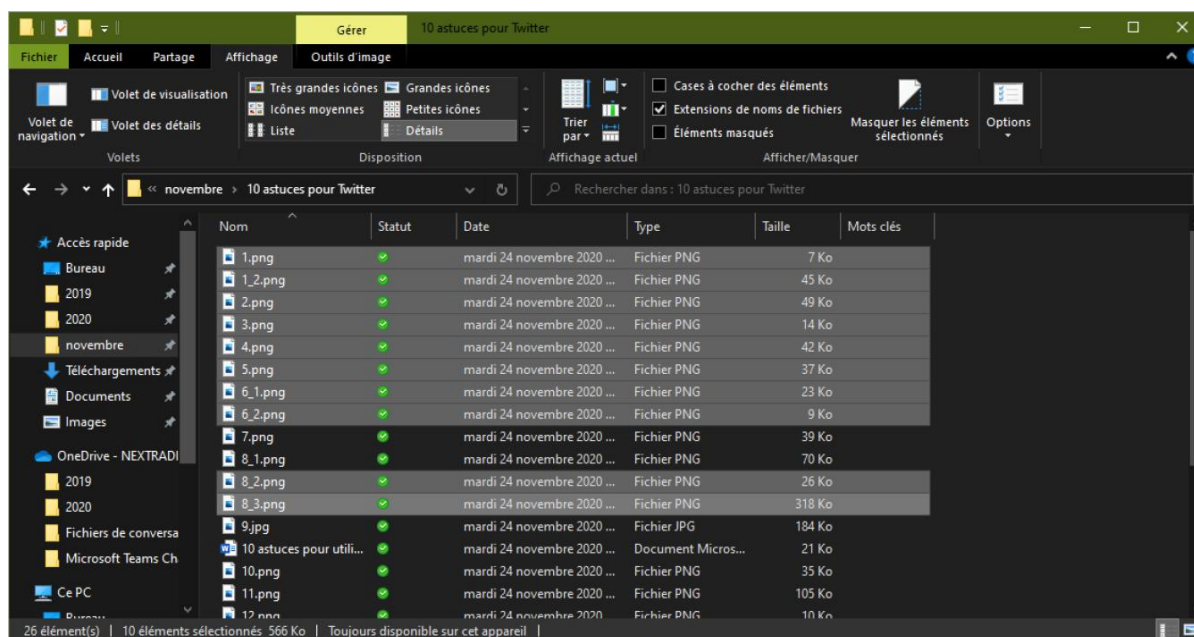 Gérer 10 astuces pour Twitter
Fichier Accueil Partage Affichage Outils d'image
Volet de navigation
Volet de visualisation
Volet des détails
Très grandes icônes Grandes icônes
Icônes moyennes Petites icônes
Liste Détails
Trier par
Cases à cocher des éléments
Extensions de noms de fichiers
Éléments masqués
Masquer les éléments sélectionnés
Options
Volets Disposition Affichage actuel Afficher/Masquer
« novembre > 10 astuces pour Twitter Rechercher dans : 10 astuces pour Twitter
Accès rapide
Bureau
2019
2020
novembre
Téléchargements
Documents
Images
OneDrive - NEXTRADI
2019
2020
Fichiers de conversa
Microsoft Teams Ch
Ce PC
Bureau
Nom Statut Date Type Taille Mots clés
1.png mardi 24 novembre 2020 ... Fichier PNG 7 Ko
1_2.png mardi 24 novembre 2020 ... Fichier PNG 45 Ko
2.png mardi 24 novembre 2020 ... Fichier PNG 49 Ko
3.png mardi 24 novembre 2020 ... Fichier PNG 14 Ko
4.png mardi 24 novembre 2020 ... Fichier PNG 42 Ko
5.png mardi 24 novembre 2020 ... Fichier PNG 37 Ko
6_1.png mardi 24 novembre 2020 ... Fichier PNG 23 Ko
6_2.png mardi 24 novembre 2020 ... Fichier PNG 9 Ko
7.png mardi 24 novembre 2020 ... Fichier PNG 39 Ko
8_1.png mardi 24 novembre 2020 ... Fichier PNG 70 Ko
8_2.png mardi 24 novembre 2020 ... Fichier PNG 26 Ko
8_3.png mardi 24 novembre 2020 ... Fichier PNG 318 Ko
9.jpg mardi 24 novembre 2020 ... Fichier JPG 184 Ko
10 astuces pour utili... mardi 24 novembre 2020 ... Document Micros... 21 Ko
10.png mardi 24 novembre 2020 ... Fichier PNG 35 Ko
11.png mardi 24 novembre 2020 ... Fichier PNG 105 Ko
12.png mardi 24 novembre 2020 Fichier PNG 10 Ko
26 élément(s) | 10 éléments sélectionnés 566 Ko | Toujours disponible sur cet appareil |